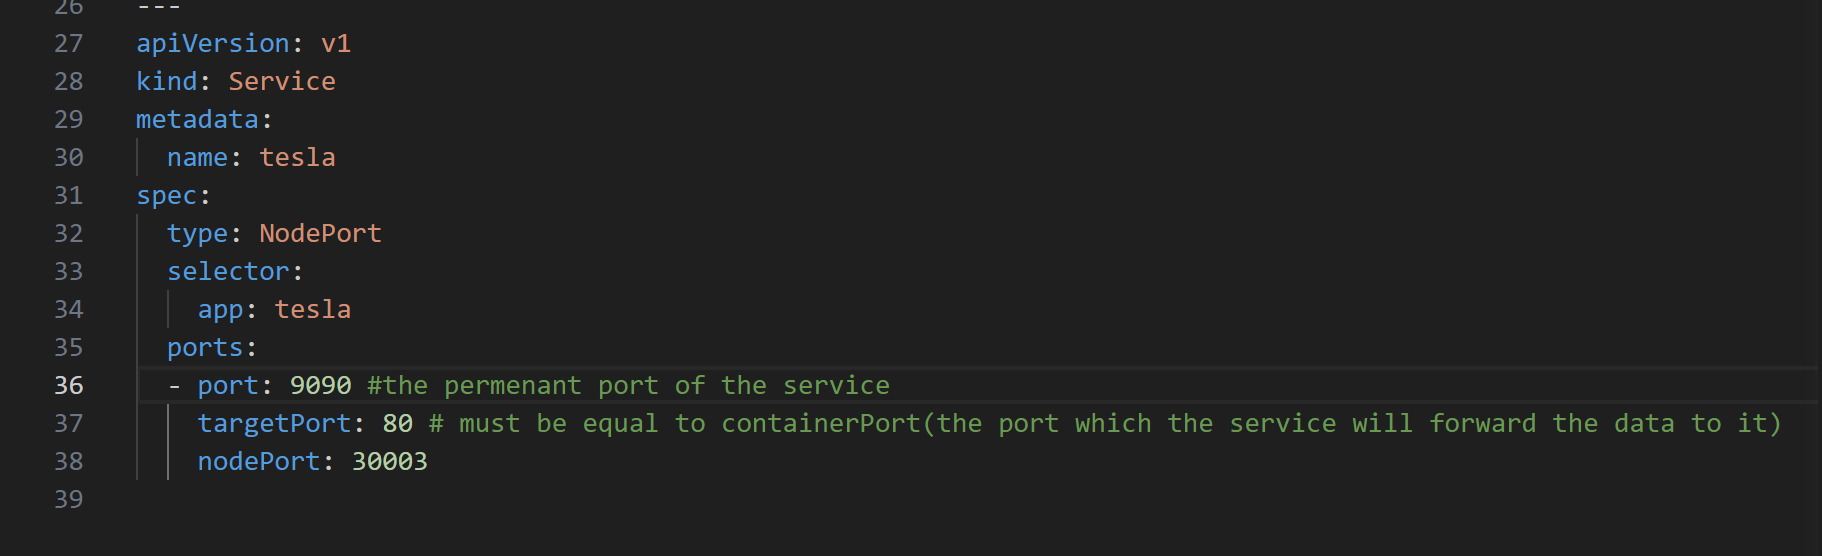 26 ---
27 apiVersion: v1
28 kind: Service
29 metadata:
30   name: tesla
31 spec:
32   type: NodePort
33   selector:
34     app: tesla
35   ports:
36   - port: 9090 #the permenant port of the service
37     targetPort: 80 # must be equal to containerPort(the port which the service will forward the data to it)
38     nodePort: 30003
39